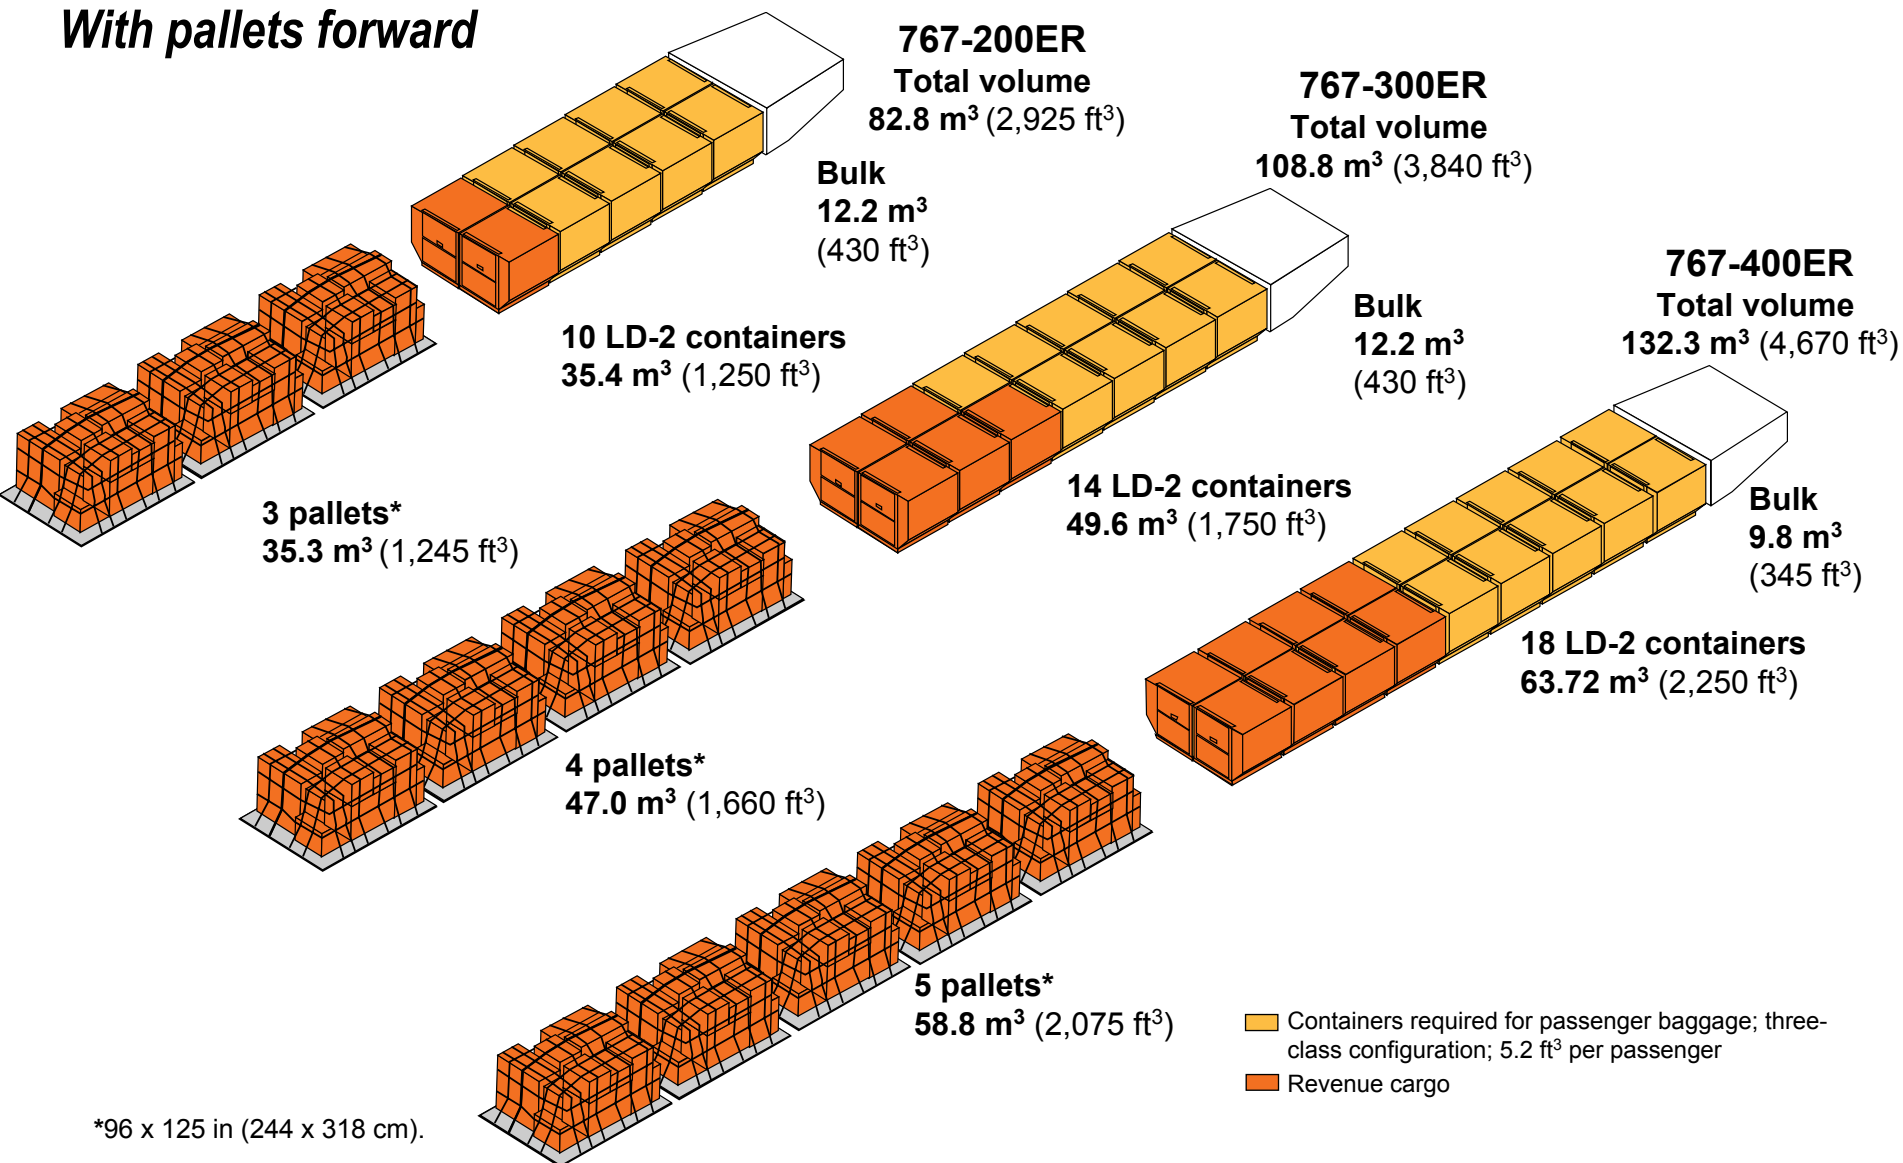 With pallets forward
767-200ER
Total volume
82.8 m³ (2,925 ft³)
Bulk
12.2 m³
(430 ft³)
10 LD-2 containers
35.4 m³ (1,250 ft³)
3 pallets*
35.3 m³ (1,245 ft³)
767-300ER
Total volume
108.8 m³ (3,840 ft³)
Bulk
12.2 m³
(430 ft³)
14 LD-2 containers
49.6 m³ (1,750 ft³)
4 pallets*
47.0 m³ (1,660 ft³)
767-400ER
Total volume
132.3 m³ (4,670 ft³)
Bulk
9.8 m³
(345 ft³)
18 LD-2 containers
63.72 m³ (2,250 ft³)
5 pallets*
58.8 m³ (2,075 ft³)
Containers required for passenger baggage; three-
class configuration; 5.2 ft³ per passenger
Revenue cargo
*96 x 125 in (244 x 318 cm).